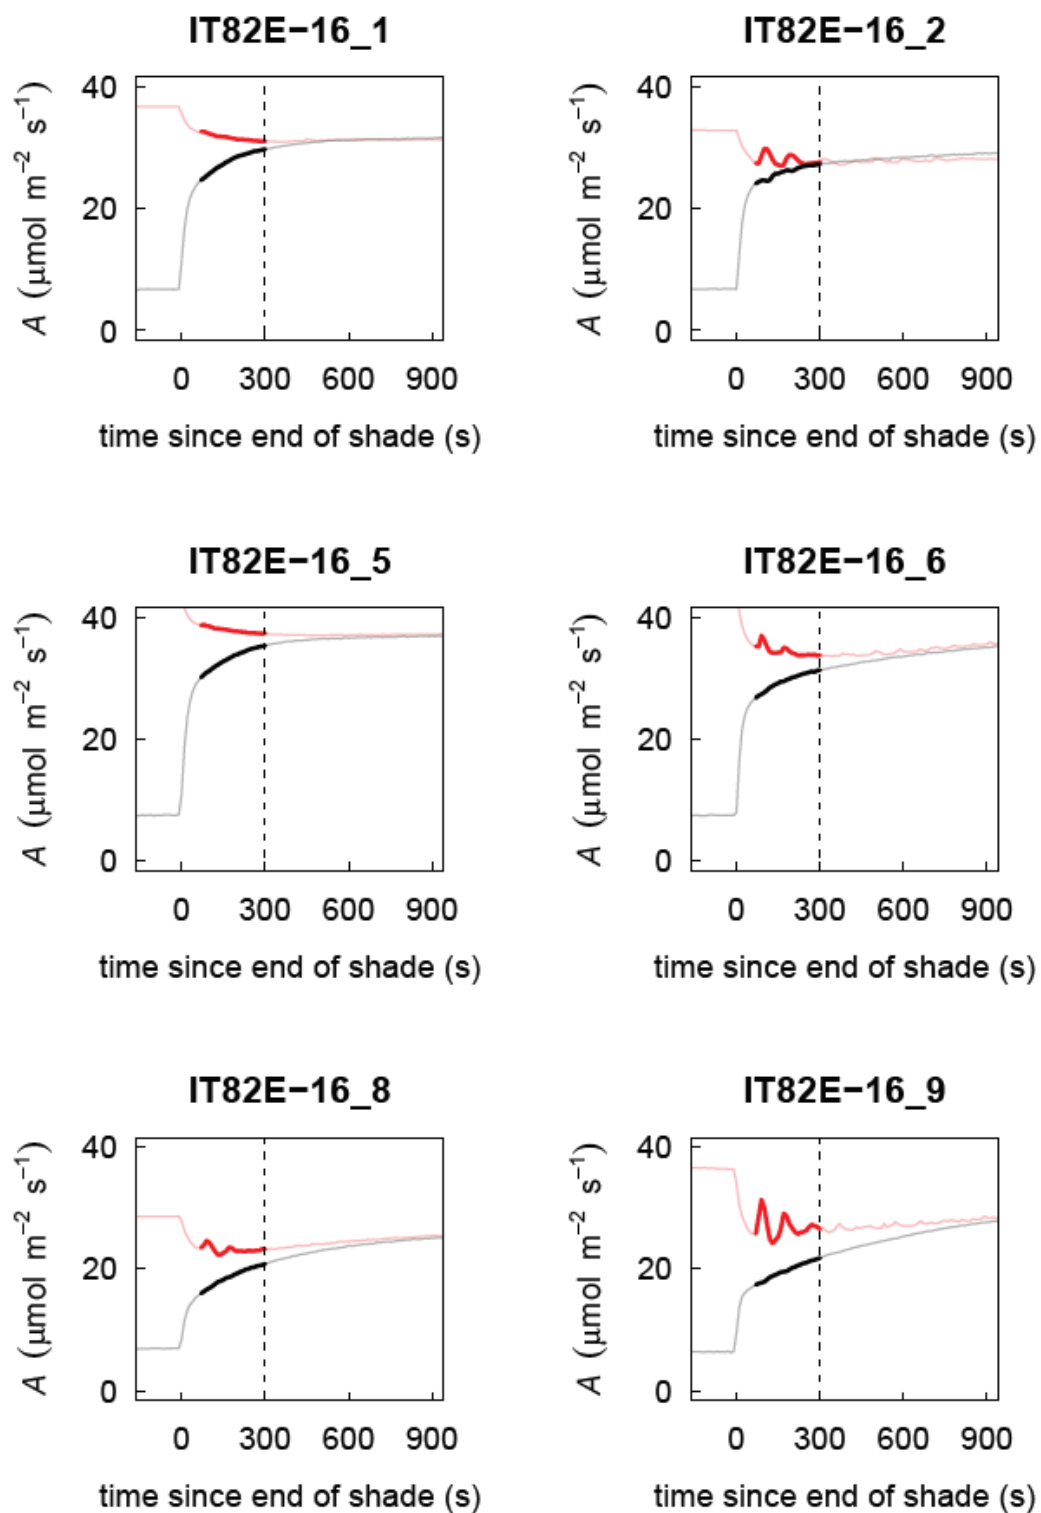 IT82E−16_1
IT82E−16_2
A (μmol m−2 s−1)
40
20
0
0 300 600 900
time since end of shade (s)
A (μmol m−2 s−1)
40
20
0
0 300 600 900
time since end of shade (s)
IT82E−16_5
IT82E−16_6
A (μmol m−2 s−1)
40
20
0
0 300 600 900
time since end of shade (s)
A (μmol m−2 s−1)
40
20
0
0 300 600 900
time since end of shade (s)
IT82E−16_8
IT82E−16_9
A (μmol m−2 s−1)
40
20
0
0 300 600 900
time since end of shade (s)
A (μmol m−2 s−1)
40
20
0
0 300 600 900
time since end of shade (s)